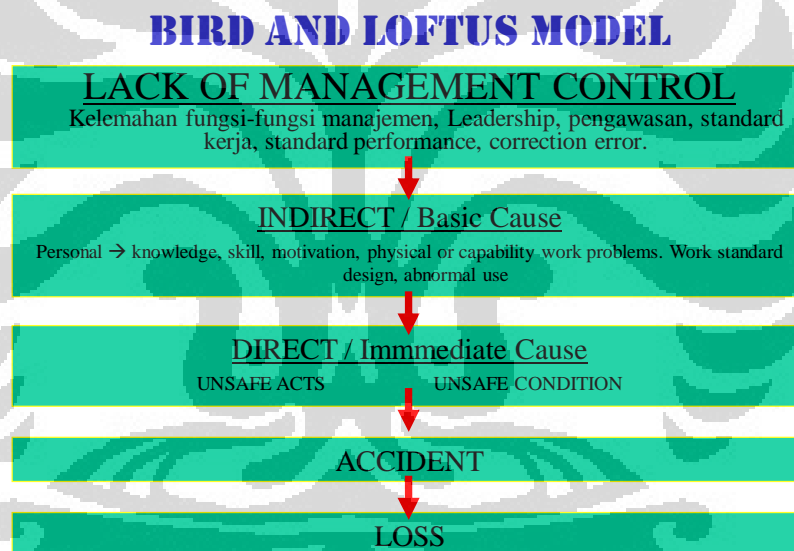 BIRD AND LOFTUS MODEL
LACK OF MANAGEMENT CONTROL
Kelemahan fungsi-fungsi manajemen, Leadership, pengawasan, standard
kerja, standard performance, correction error.
INDIRECT / Basic Cause
Personal → knowledge, skill, motivation, physical or capability work problems. Work standard
design, abnormal use
DIRECT / Immmediate Cause
UNSAFE ACTS UNSAFE CONDITION
ACCIDENT
LOSS